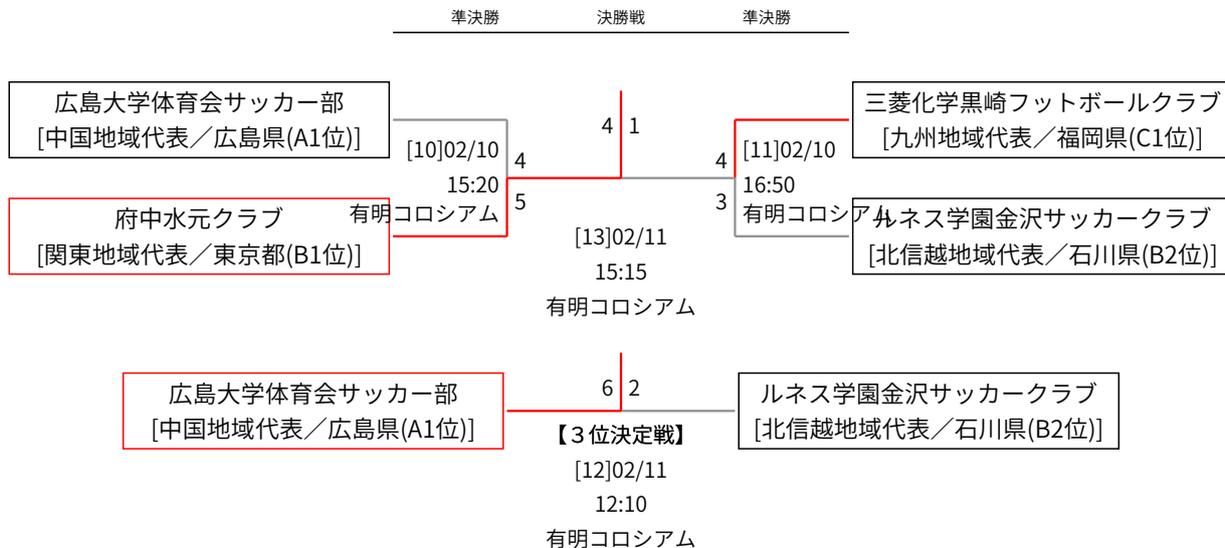 準決勝 決勝戦 準決勝
広島大学体育会サッカー部
[中国地域代表／広島県(A1位)]
府中水元クラブ
[関東地域代表／東京都(B1位)]
[10]02/10
15:20
有明コロシアム
4
5
4 1
[13]02/11
15:15
有明コロシアム
4
3
[11]02/10
16:50
有明コロシアム
三菱化学黒崎フットボールクラブ
[九州地域代表／福岡県(C1位)]
ルネス学園金沢サッカークラブ
[北信越地域代表／石川県(B2位)]
広島大学体育会サッカー部
[中国地域代表／広島県(A1位)]
6 2
【３位決定戦】
[12]02/11
12:10
有明コロシアム
ルネス学園金沢サッカークラブ
[北信越地域代表／石川県(B2位)]